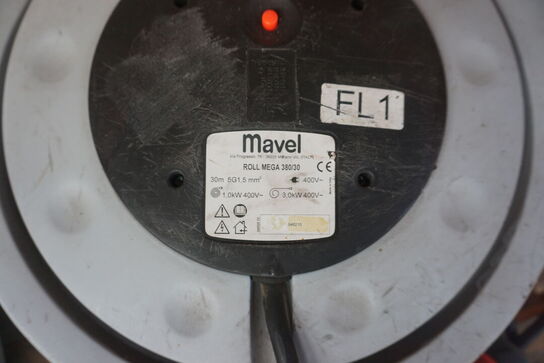 FL1
mavel
ROLL MEGA 380/30
CE
30m 5G1,5 mm²
400V~
1,0kW 400V~
3,0kW 400V~